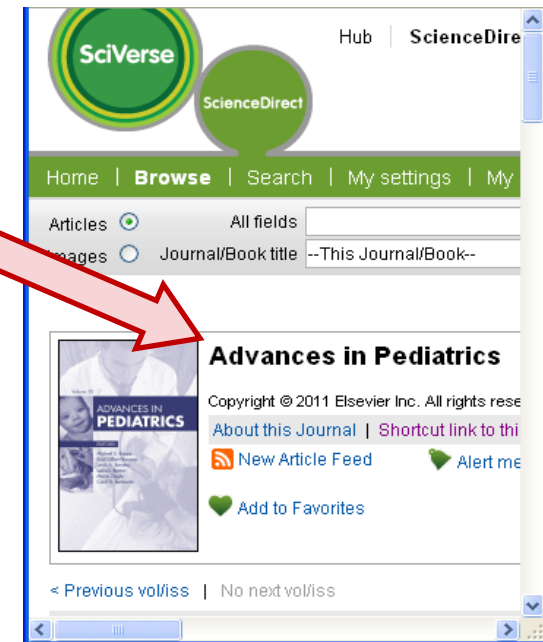 SciVerse
Hub | ScienceDire
ScienceDirect
Home | Browse | Search | My settings | My
Articles All fields
Images Journal/Book title --This Journal/Book--
Advances in Pediatrics
ADVANCES IN
PEDIATRICS
Copyright © 2011 Elsevier Inc. All rights rese
About this Journal | Shortcut link to thi
New Article Feed Alert me
Add to Favorites
< Previous vol/iss | No next vol/iss